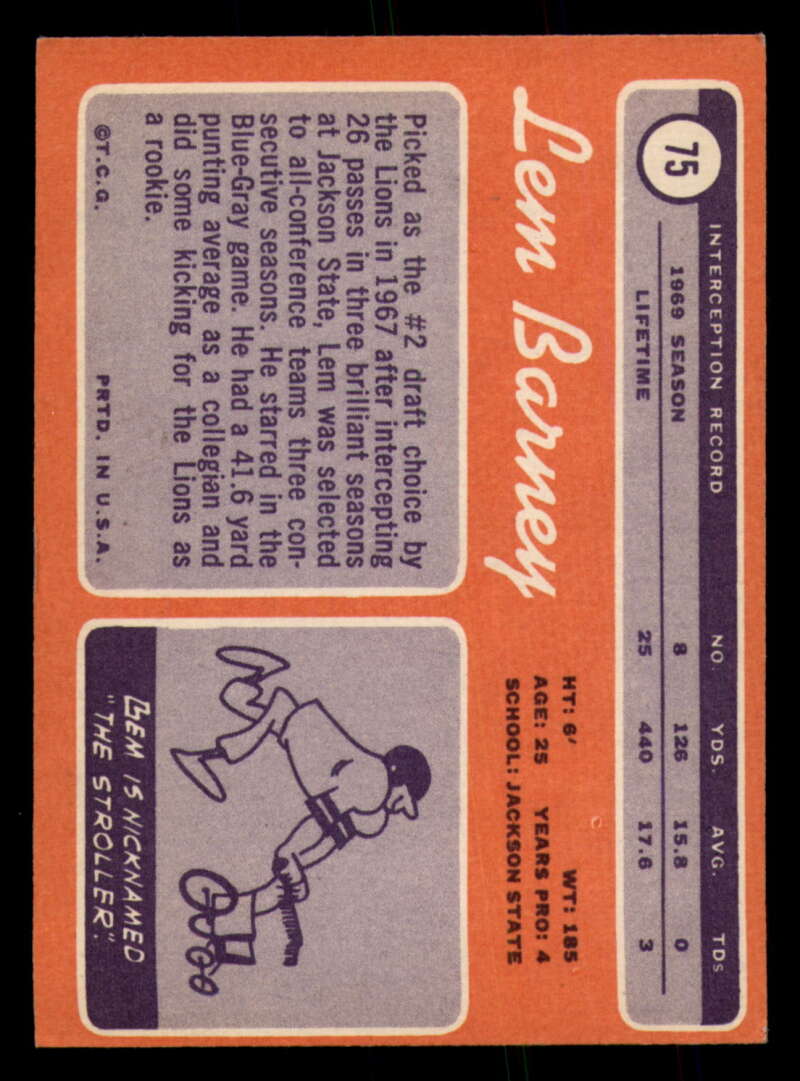 75
INTERCEPTION RECORD NO. YDS. AVG. TDs
1969 SEASON 8 126 15.8 0
LIFETIME 25 440 17.6 3
Lem Barney
HT: 6' WT: 185
AGE: 25 YEARS PRO: 4
SCHOOL: JACKSON STATE
Picked as the #2 draft choice by
the Lions in 1967 after intercepting
26 passes in three brilliant seasons
at Jackson State, Lem was selected
to all-conference teams three con-
secutive seasons. He starred in the
Blue-Gray game. He had a 41.6 yard
punting average as a collegian and
did some kicking for the Lions as
a rookie.
©T.C.G. PRTD. IN U.S.A.
LEM IS NICKNAMED
"THE STROLLER".